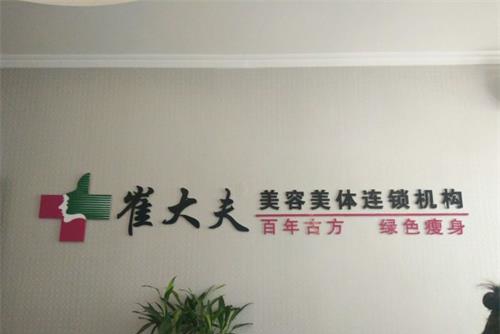 崔大夫
美容美体连锁机构
百年古方 绿色瘦身